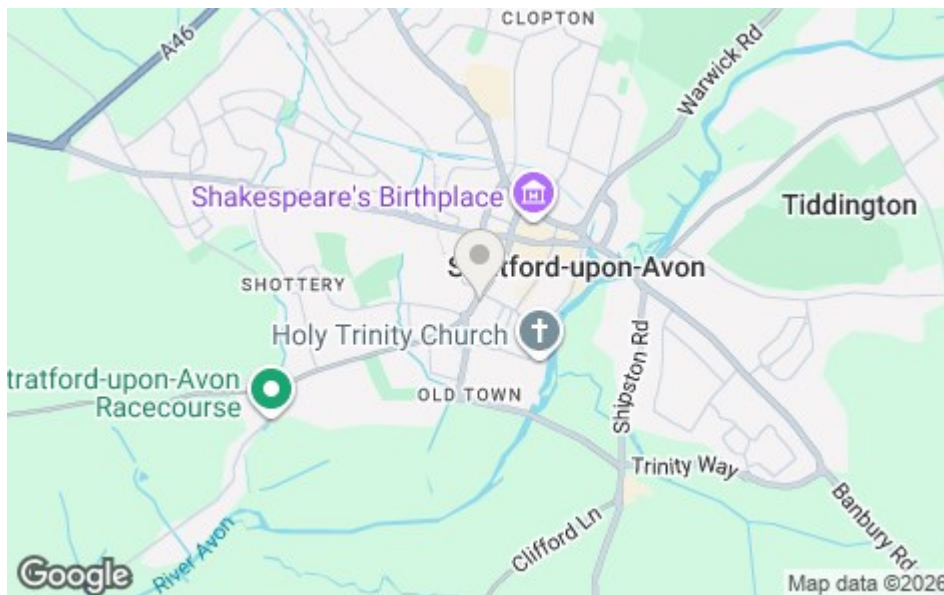 CLOPTON
A46
Warwick Rd
Shakespeare's Birthplace
Tiddington
Stratford-upon-Avon
SHOTTERY
Holy Trinity Church
tratford-upon-Avon
Racecourse
OLD TOWN
Shipston Rd
Trinity Way
Banbury Rd
Clifford Ln
River Avon
Google
Map data ©2026